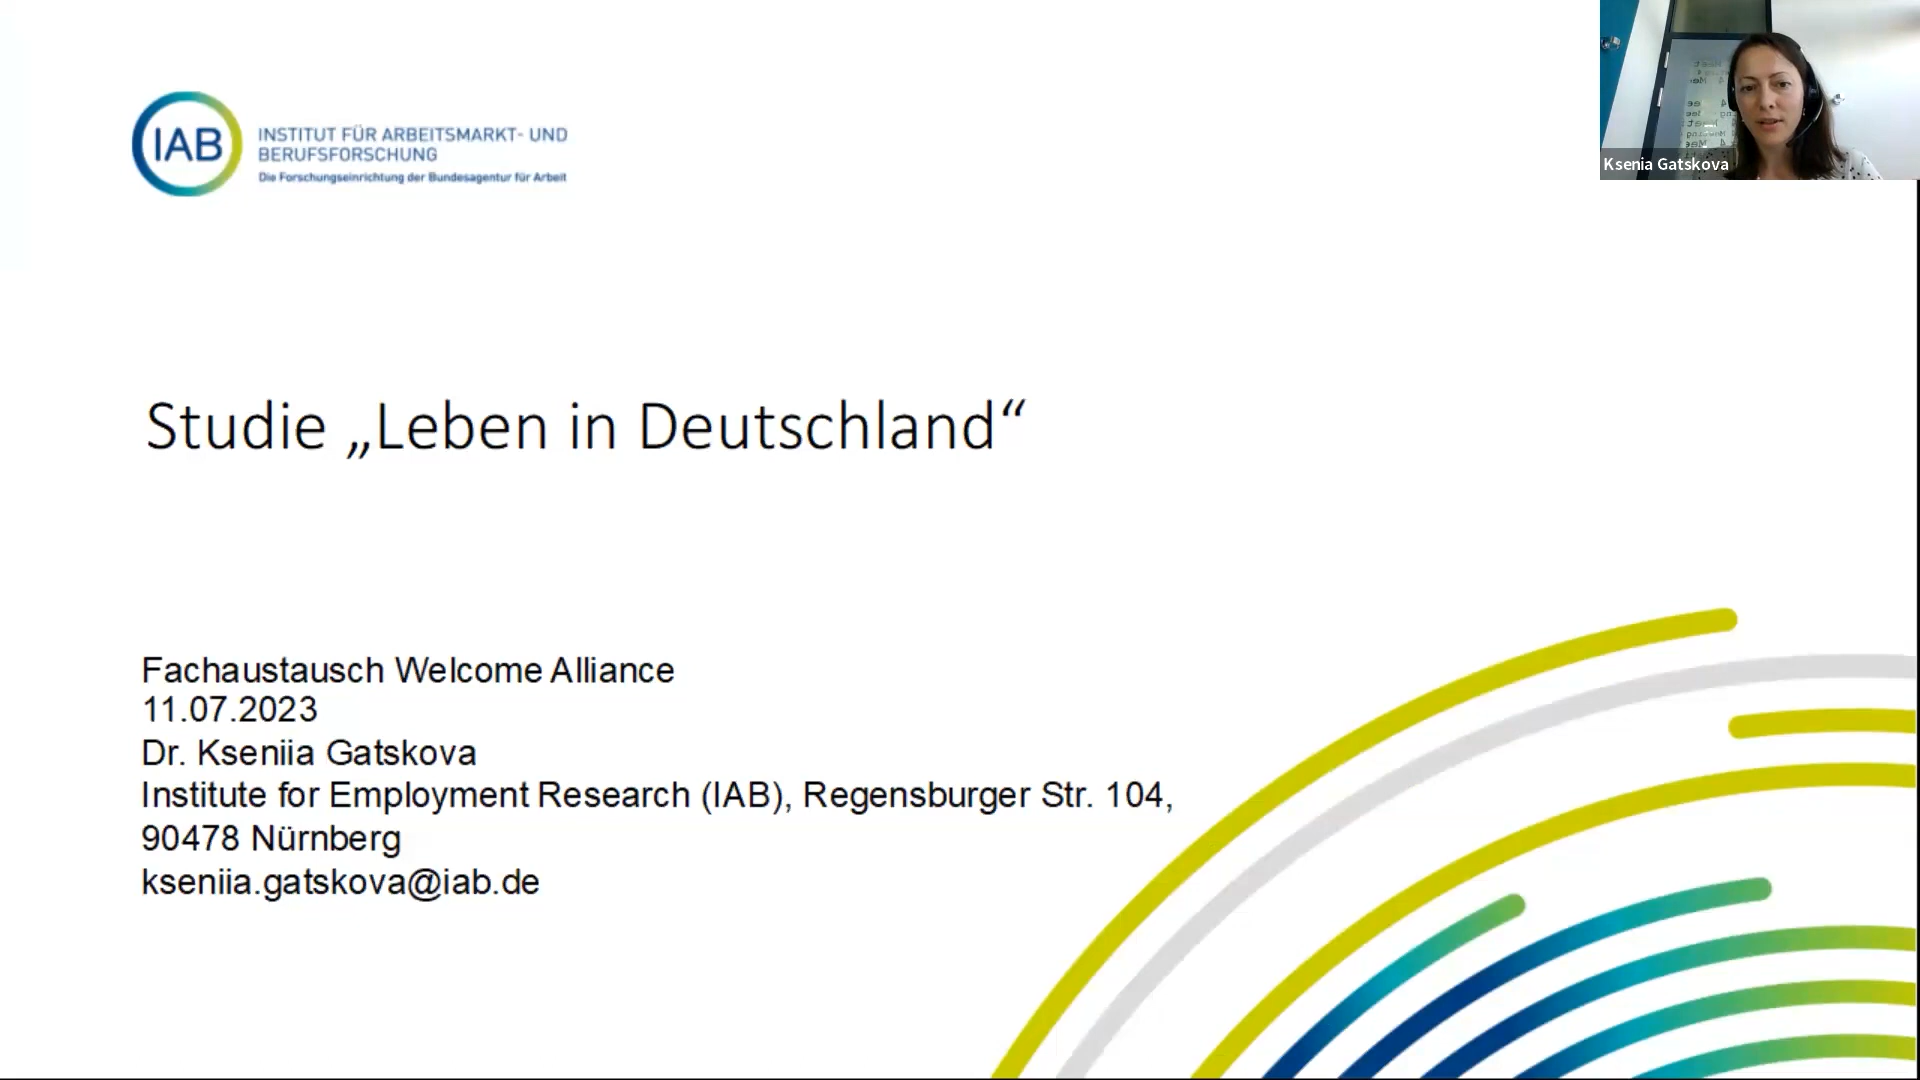 IAB
INSTITUT FÜR ARBEITSMARKT- UND
BERUFSFORSCHUNG
Die Forschungseinrichtung der Bundesagentur für Arbeit
Ksenia Gatskova
Studie „Leben in Deutschland“
Fachaustausch Welcome Alliance
11.07.2023
Dr. Kseniia Gatskova
Institute for Employment Research (IAB), Regensburger Str. 104,
90478 Nürnberg
kseniia.gatskova@iab.de